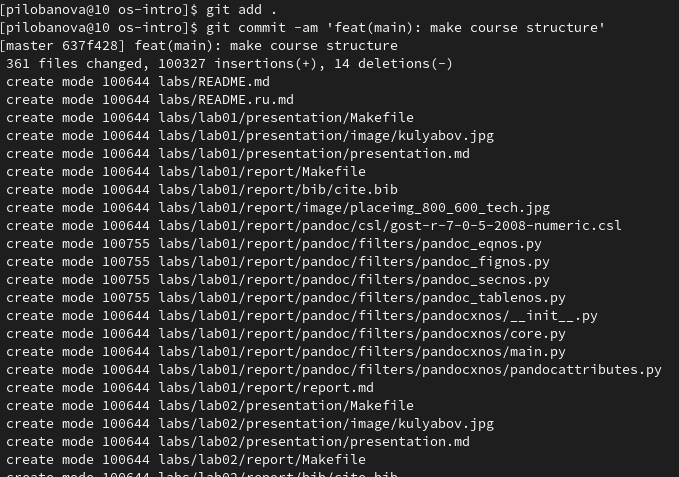 [pilobanova@10 os-intro]$ git add .
[pilobanova@10 os-intro]$ git commit -am 'feat(main): make course structure'
[master 637f428] feat(main): make course structure
361 files changed, 100327 insertions(+), 14 deletions(-)
create mode 100644 labs/README.md
create mode 100644 labs/README.ru.md
create mode 100644 labs/lab01/presentation/Makefile
create mode 100644 labs/lab01/presentation/image/kulyabov.jpg
create mode 100644 labs/lab01/presentation/presentation.md
create mode 100644 labs/lab01/report/Makefile
create mode 100644 labs/lab01/report/bib/cite.bib
create mode 100644 labs/lab01/report/image/placeimg_800_600_tech.jpg
create mode 100644 labs/lab01/report/pandoc/csl/gost-r-7-0-5-2008-numeric.csl
create mode 100755 labs/lab01/report/pandoc/filters/pandoc_eqnos.py
create mode 100755 labs/lab01/report/pandoc/filters/pandoc_fignos.py
create mode 100755 labs/lab01/report/pandoc/filters/pandoc_secnos.py
create mode 100755 labs/lab01/report/pandoc/filters/pandoc_tablenos.py
create mode 100644 labs/lab01/report/pandoc/filters/pandocxnos/__init__.py
create mode 100644 labs/lab01/report/pandoc/filters/pandocxnos/core.py
create mode 100644 labs/lab01/report/pandoc/filters/pandocxnos/main.py
create mode 100644 labs/lab01/report/pandoc/filters/pandocxnos/pandocattributes.py
create mode 100644 labs/lab01/report/report.md
create mode 100644 labs/lab02/presentation/Makefile
create mode 100644 labs/lab02/presentation/image/kulyabov.jpg
create mode 100644 labs/lab02/presentation/presentation.md
create mode 100644 labs/lab02/report/Makefile
create mode 100644 labs/lab02/report/bib/cite.bib